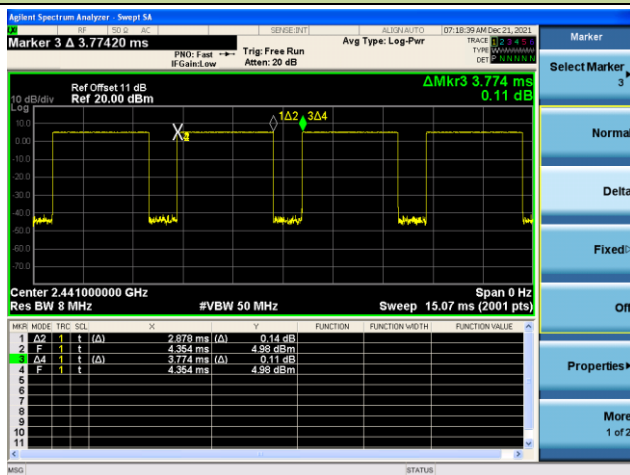 Agilent Spectrum Analyzer - Swept SA
RF 50 Ω AC SENSE:INT ALIGN AUTO 07:18:39 AM Dec 21, 2021
Marker 3 Δ 3.77420 ms
PNO: Fast
IFGain:Low
Trig: Free Run
Atten: 20 dB
Avg Type: Log-Pwr
TRACE 1 2 3 4 5 6
TYPE WWWWWW
DET P N N N N N
Ref Offset 11 dB
10 dB/div Ref 20.00 dBm
ΔMkr3 3.774 ms
0.11 dB
Log
10.0
0.00
-10.0
-20.0
-30.0
-40.0
-50.0
-60.0
-70.0
1Δ2
3Δ4
Center 2.441000000 GHz Span 0 Hz
Res BW 8 MHz #VBW 50 MHz Sweep 15.07 ms (2001 pts)
MKR MODE TRC SCL X Y FUNCTION FUNCTION WIDTH FUNCTION VALUE
1 Δ2 1 t (Δ) 2.878 ms (Δ) 0.14 dB
2 F 1 t 4.354 ms 4.98 dBm
3 Δ4 1 t (Δ) 3.774 ms (Δ) 0.11 dB
4 F 1 t 4.354 ms 4.98 dBm
5
6
7
8
9
10
11
MSG STATUS
Marker
Select Marker
3
Normal
Delta
Fixed
Off
Properties
More
1 of 2